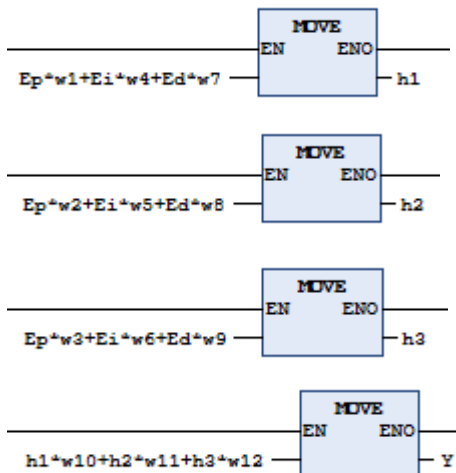 MOVE
EN ENO
Ep*w1+Ei*w4+Ed*w7 h1
MOVE
EN ENO
Ep*w2+Ei*w5+Ed*w8 h2
MOVE
EN ENO
Ep*w3+Ei*w6+Ed*w9 h3
MOVE
EN ENO
h1*w10+h2*w11+h3*w12 Y